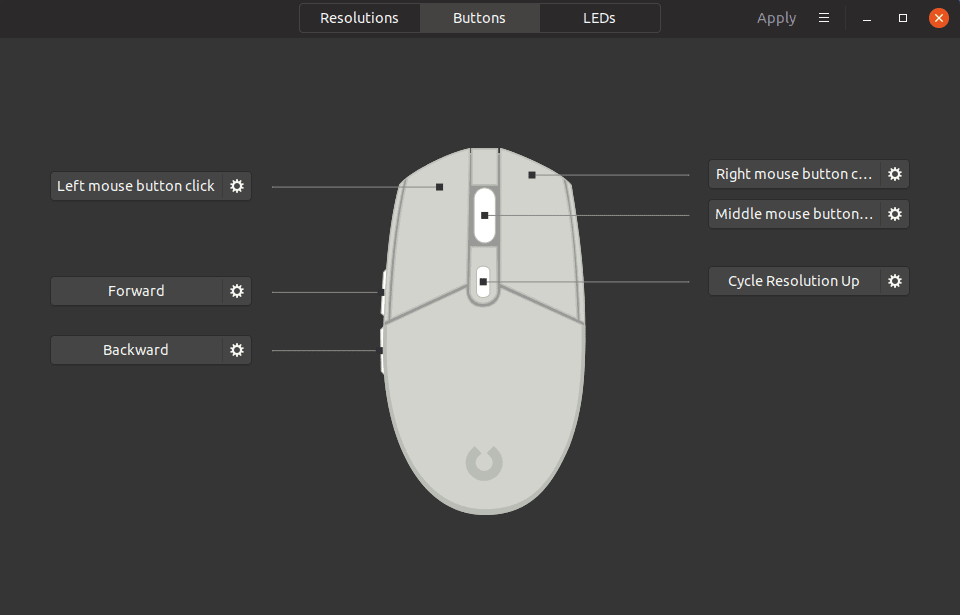 Resolutions
Buttons
LEDs
Apply
Left mouse button click
Right mouse button c...
Middle mouse button...
Cycle Resolution Up
Forward
Backward